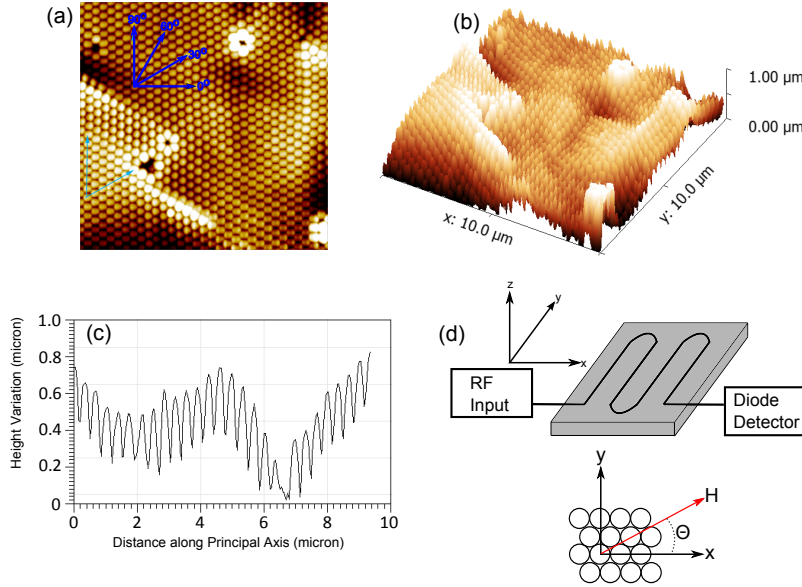 (a)
90°
60°
30°
0°
(b)
1.00 µm
0.00 µm
x: 10.0 µm
y: 10.0 µm
(c)
1.0
0.8
0.6
0.4
0.2
0
Height Variation (micron)
0
2
4
6
8
10
Distance along Principal Axis (micron)
(d)
z
y
x
RF
Input
Diode
Detector
y
H
Θ
x